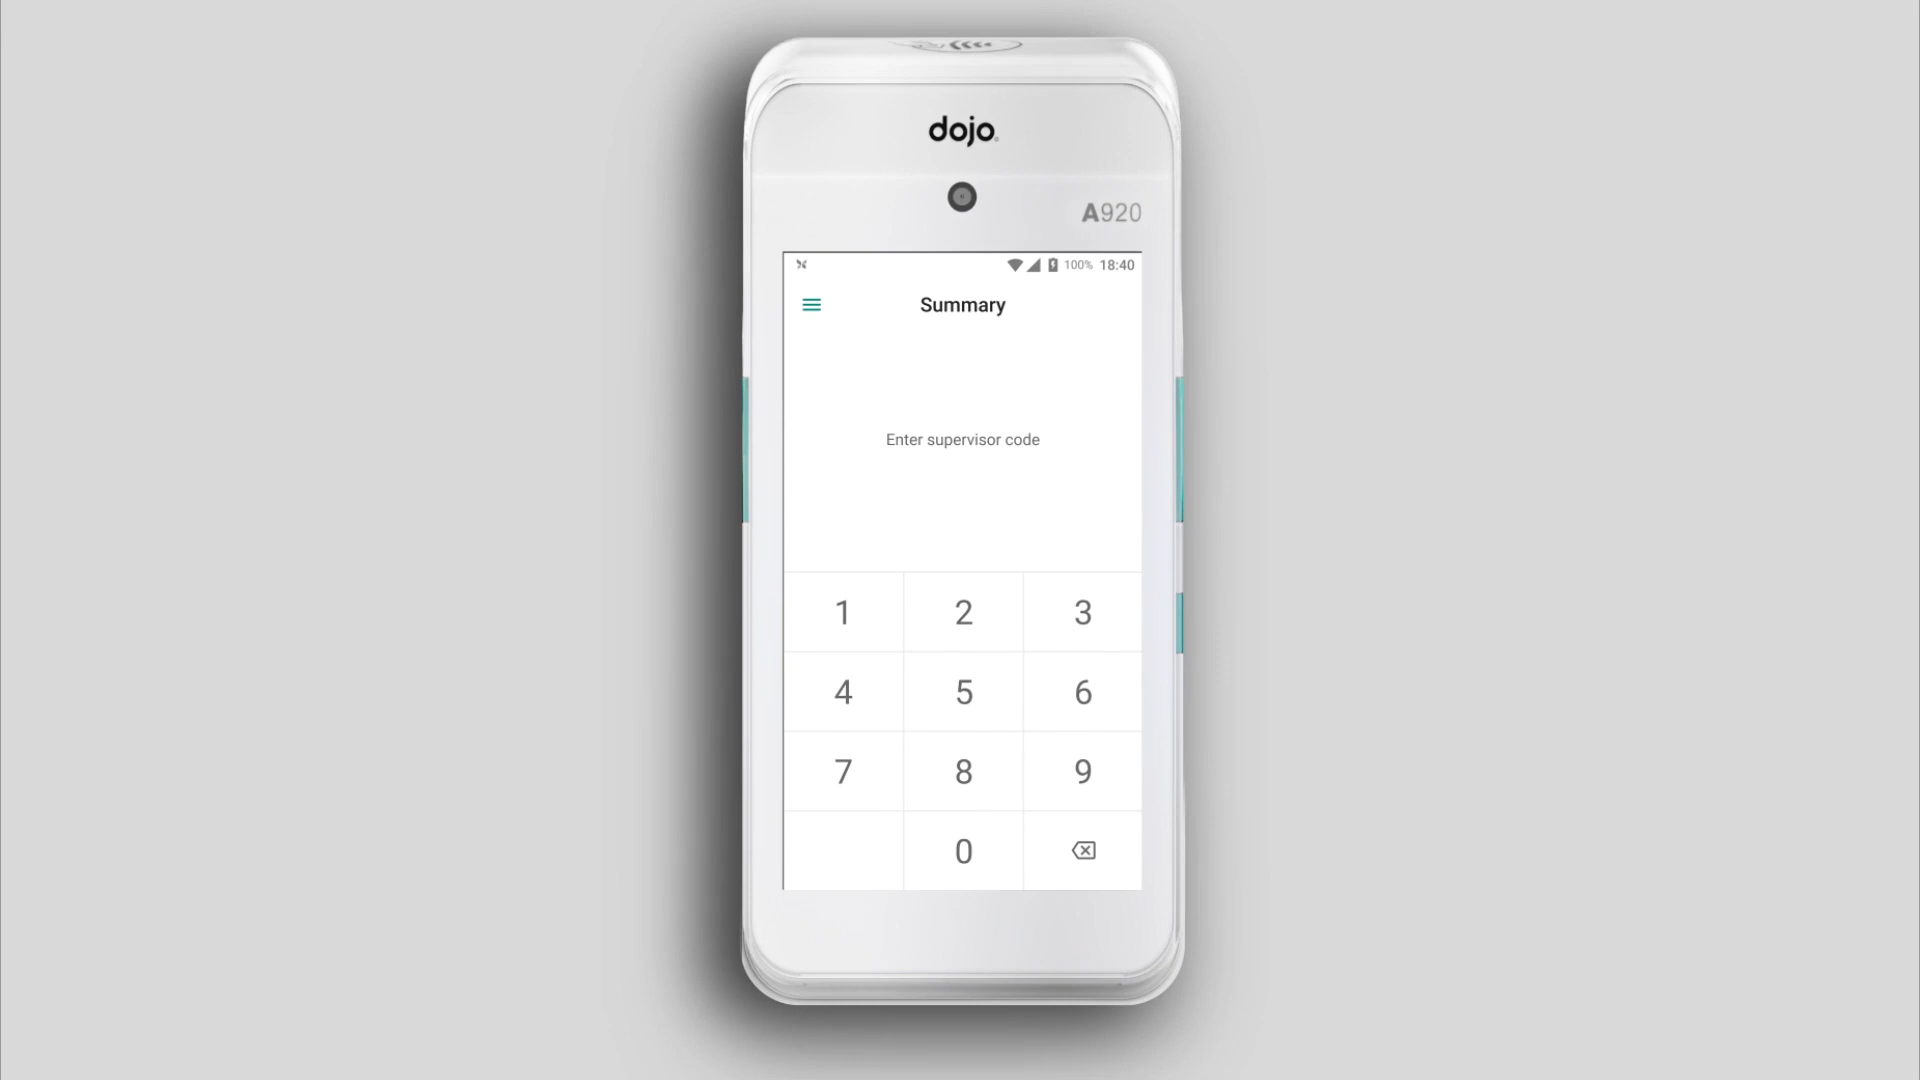 dojo
A920
100% 18:40
Summary
Enter supervisor code
1 2 3
4 5 6
7 8 9
0